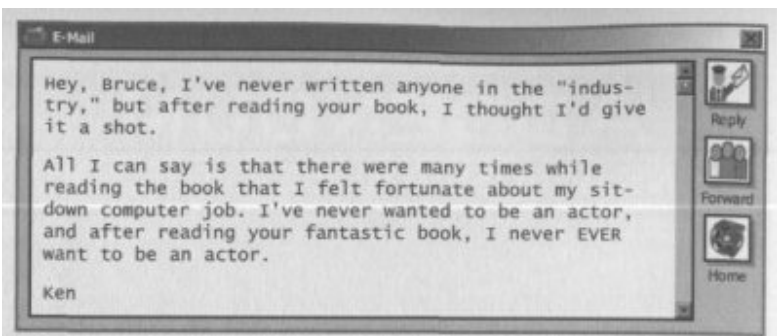 E-Mail
Hey, Bruce, I've never written anyone in the "indus-
try," but after reading your book, I thought I'd give
it a shot.
All I can say is that there were many times while
reading the book that I felt fortunate about my sit-
down computer job. I've never wanted to be an actor,
and after reading your fantastic book, I never EVER
want to be an actor.
Ken
Reply
Forward
Home